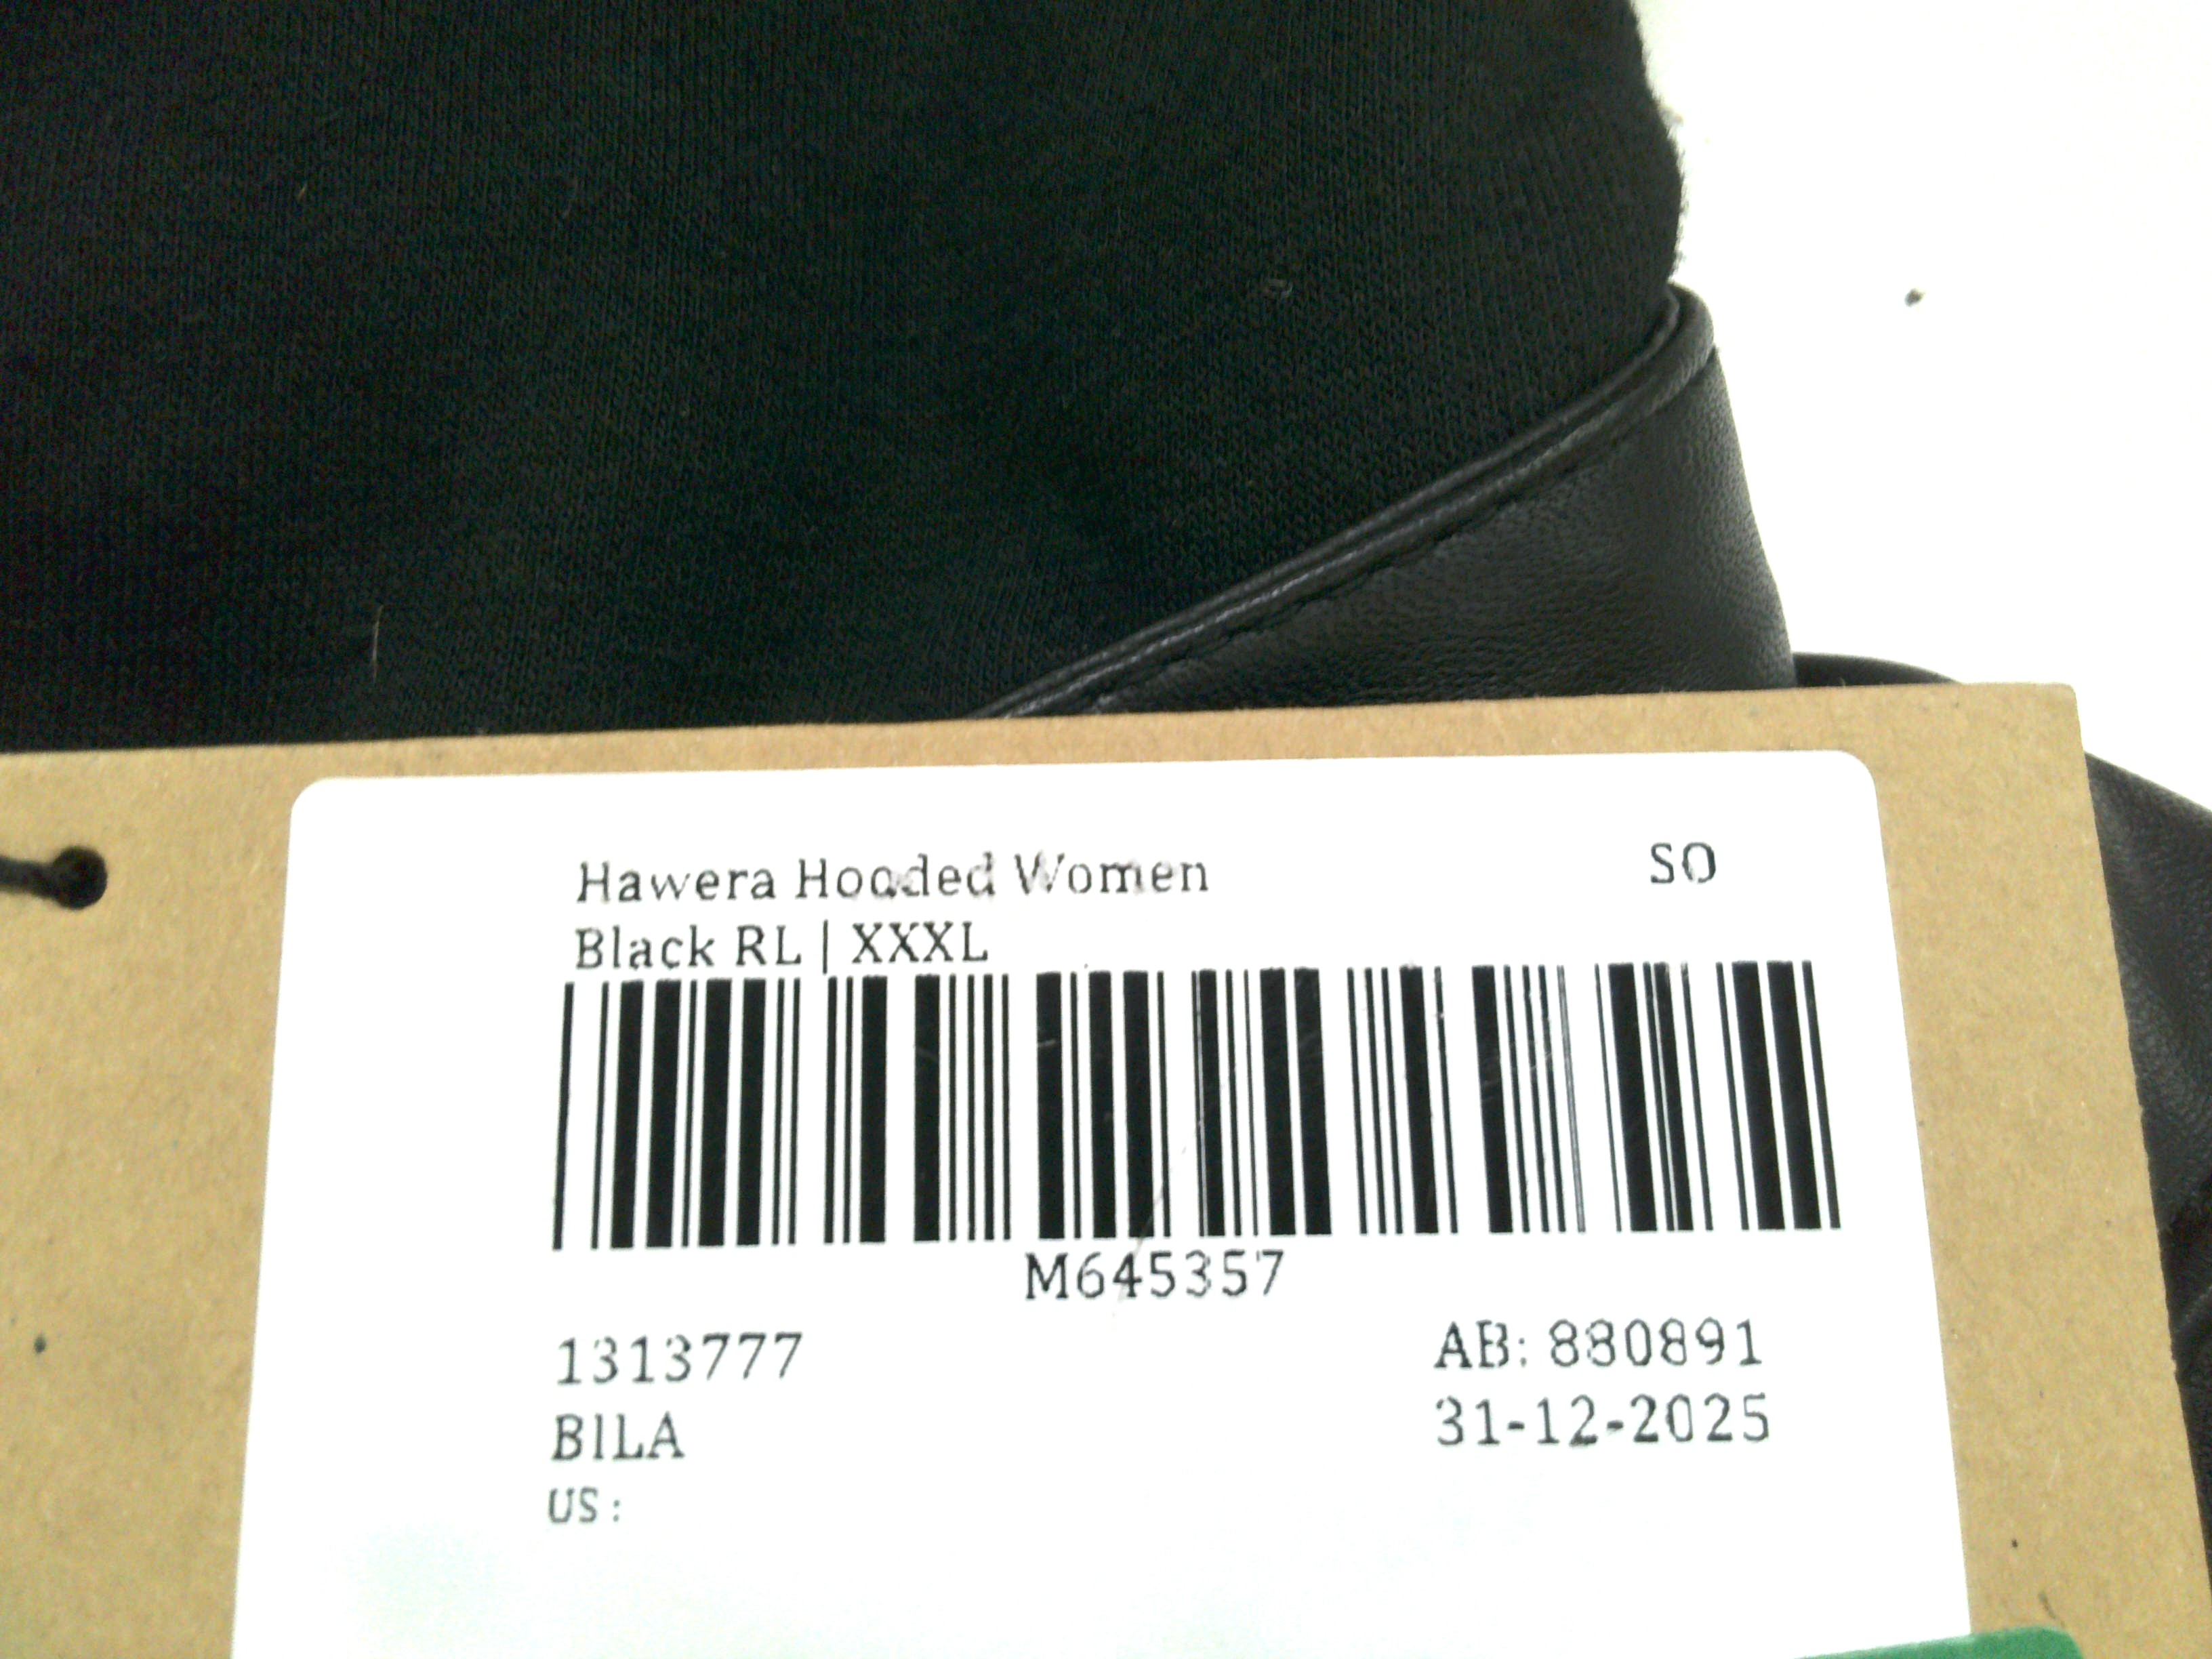 Hawera Hooded Women SO
Black RL | XXXL
M645357
1313777 AB: 880891
BILA 31-12-2025
US: